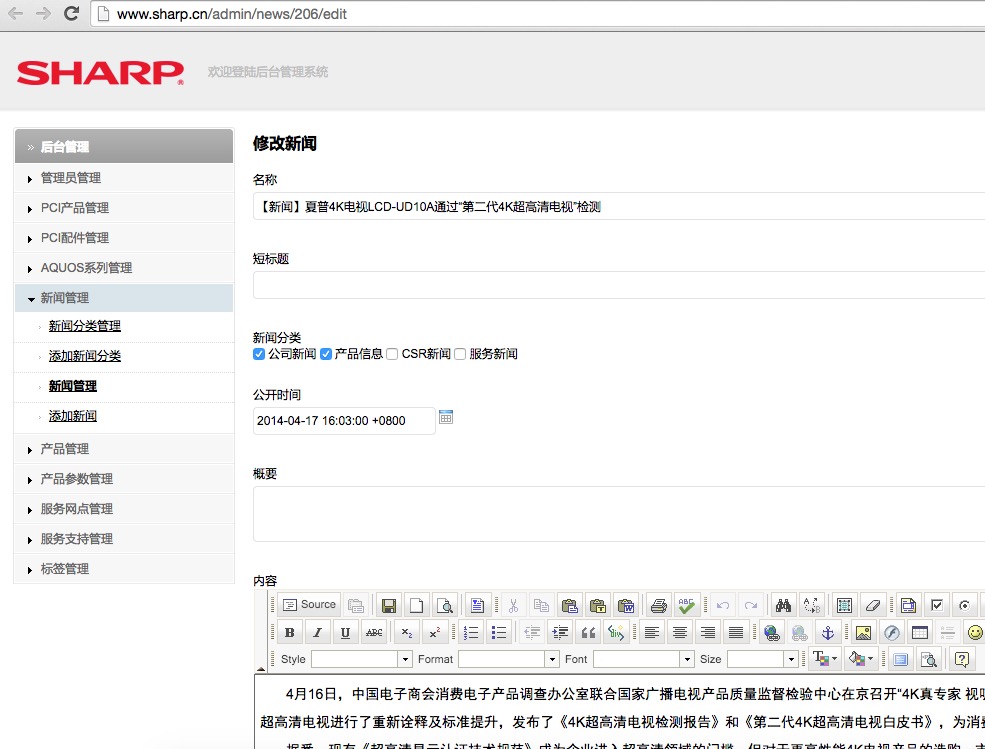 www.sharp.cn/admin/news/206/edit
SHARP® 欢迎登陆后台管理系统
» 后台管理
管理员管理
PCI产品管理
PCI配件管理
AQUOS系列管理
新闻管理
新闻分类管理
添加新闻分类
新闻管理
添加新闻
产品管理
产品参数管理
服务网点管理
服务支持管理
标签管理
修改新闻
名称
【新闻】夏普4K电视LCD-UD10A通过“第二代4K超高清电视”检测
短标题
新闻分类
公司新闻 产品信息 CSR新闻 服务新闻
公开时间
2014-04-17 16:03:00 +0800
概要
内容
Source
B I U ABC x₂ x²
Style Format Font Size
4月16日，中国电子商会消费电子产品调查办公室联合国家广播电视产品质量监督检验中心在京召开“4K真专家 视
超高清电视进行了重新诠释及标准提升，发布了《4K超高清电视检测报告》和《第二代4K超高清电视白皮书》，为消